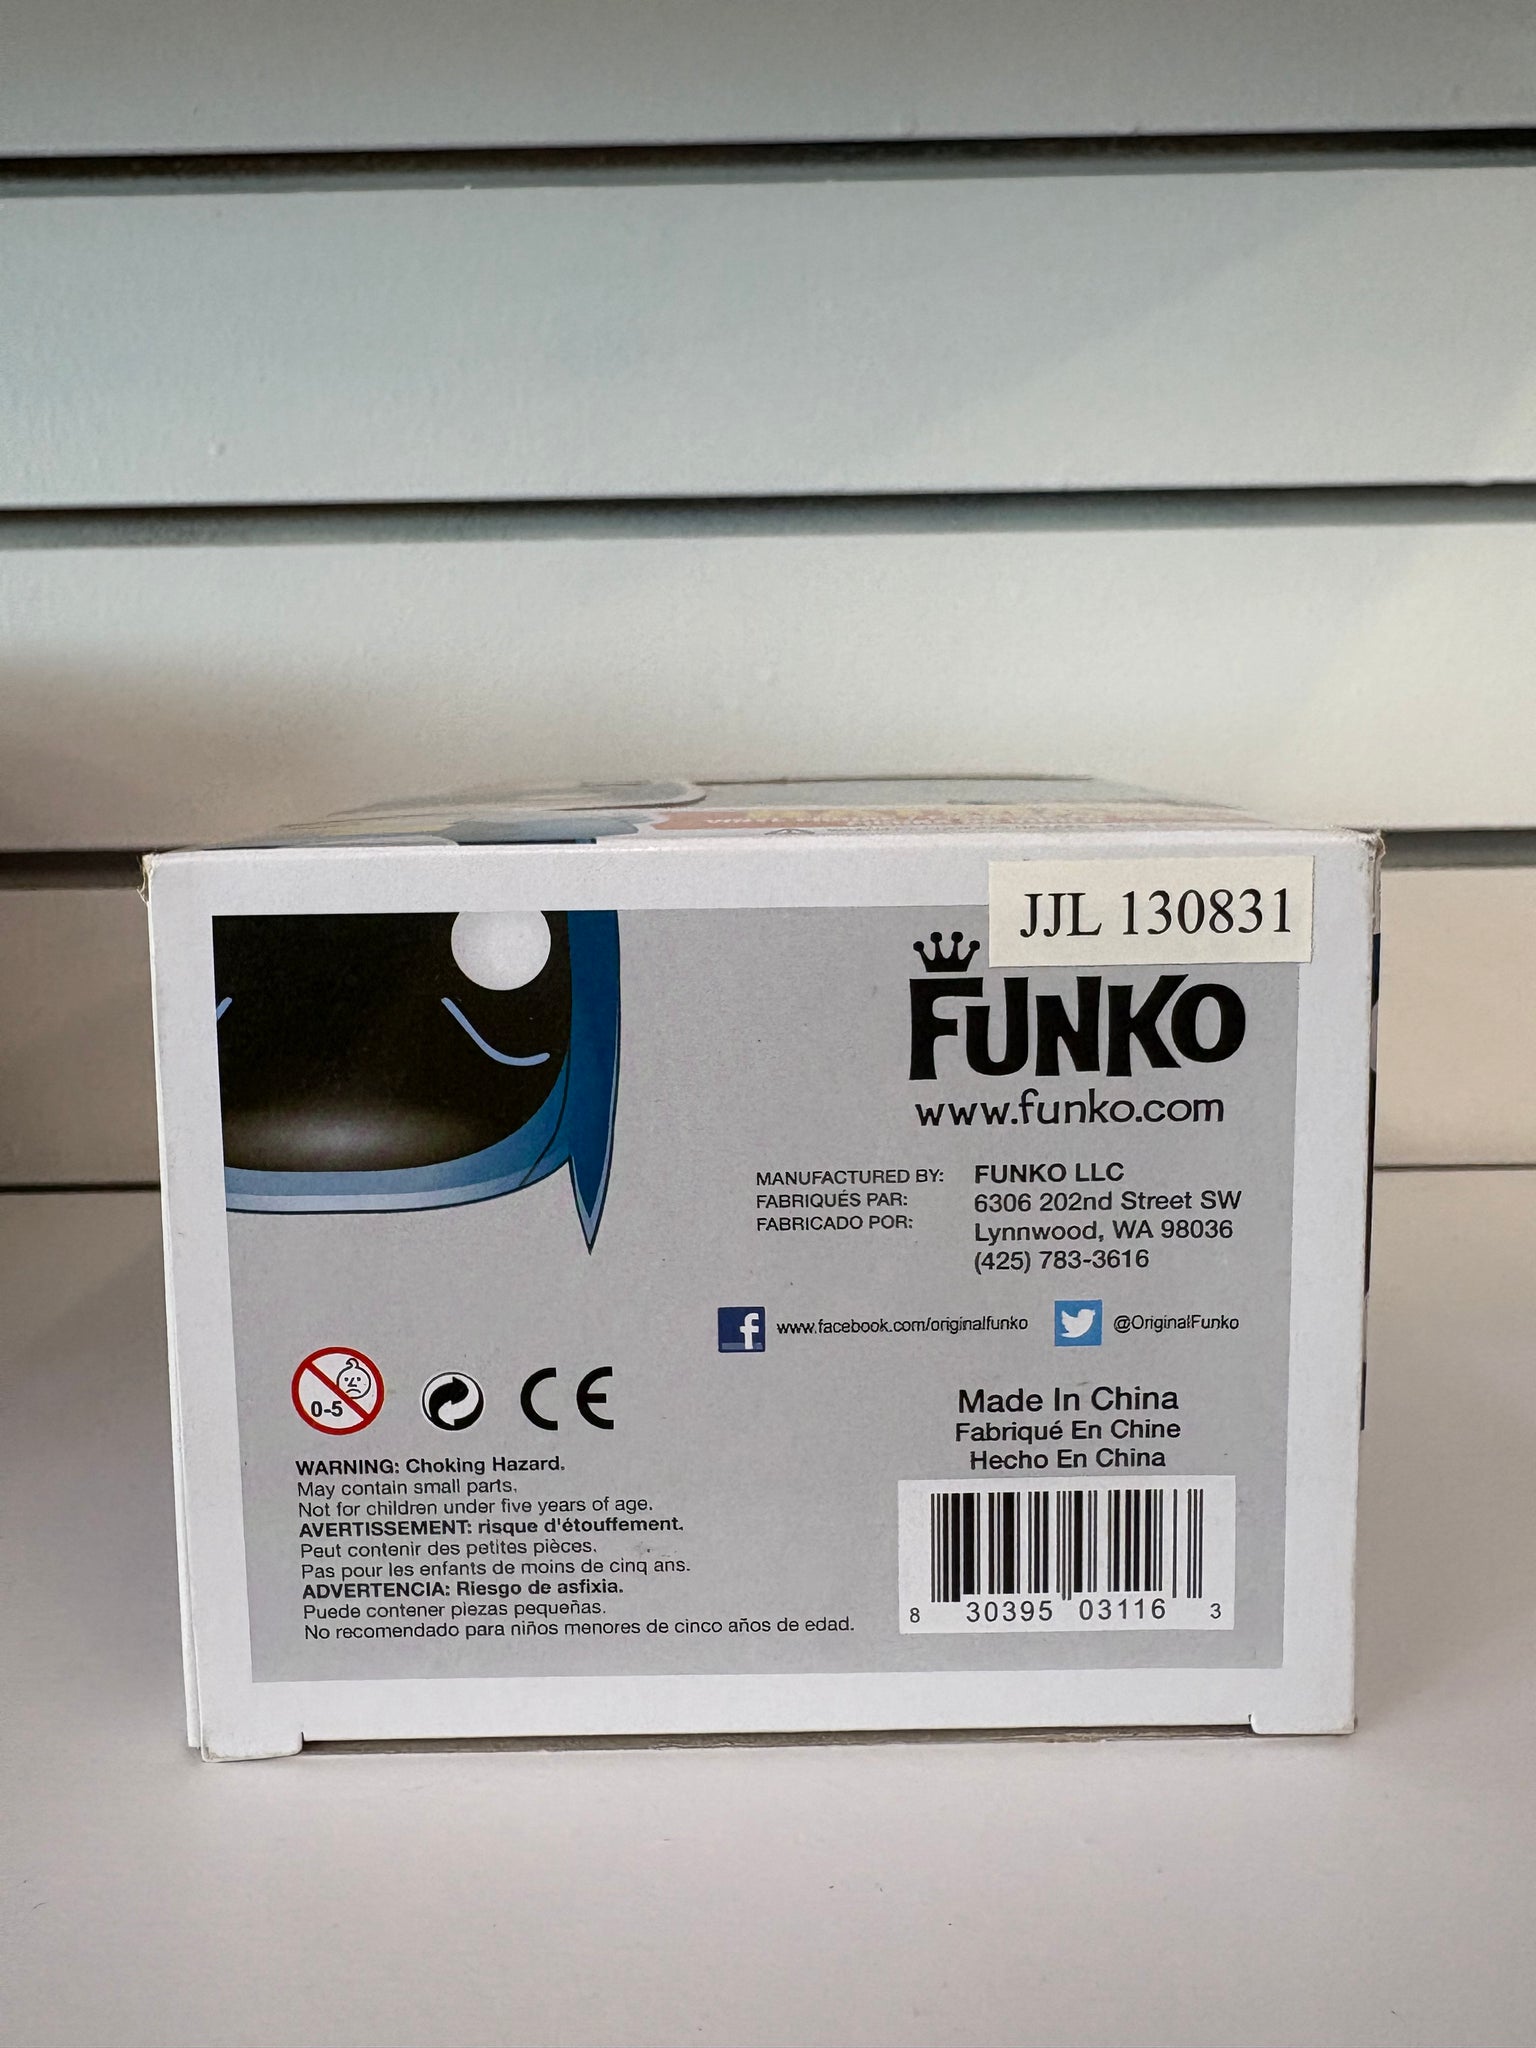 JJL 130831
FUNKO
www.funko.com
MANUFACTURED BY: FUNKO LLC
FABRIQUÉS PAR: 6306 202nd Street SW
FABRICADO POR: Lynnwood, WA 98036
(425) 783-3616
f www.facebook.com/originalfunko @OriginalFunko
0-5
CE
Made In China
Fabriqué En Chine
Hecho En China
WARNING: Choking Hazard.
May contain small parts.
Not for children under five years of age.
AVERTISSEMENT: risque d'étouffement.
Peut contenir des petites pièces.
Pas pour les enfants de moins de cinq ans.
ADVERTENCIA: Riesgo de asfixia.
Puede contener piezas pequeñas.
No recomendado para niños menores de cinco años de edad.
8 30395 03116 3